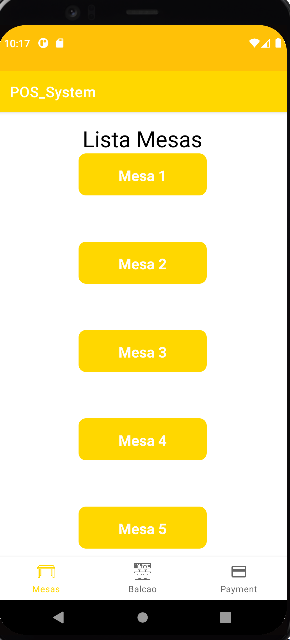 10:17
POS_System
Lista Mesas
Mesa 1
Mesa 2
Mesa 3
Mesa 4
Mesa 5
Mesas
Balcao
Payment